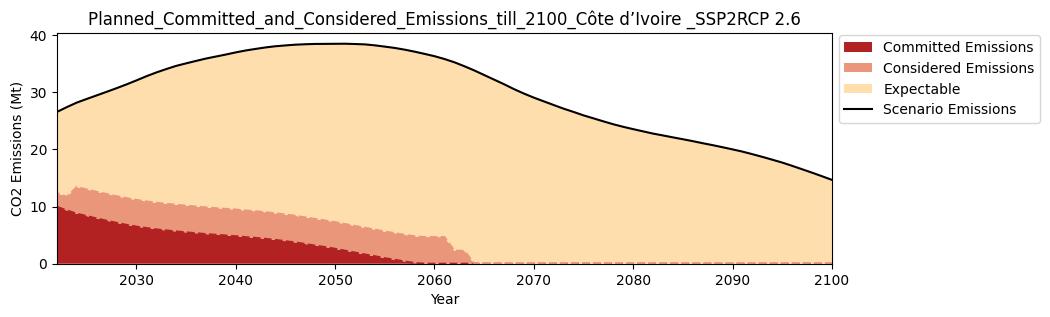 Planned_Committed_and_Considered_Emissions_till_2100_Côte d’Ivoire _SSP2RCP 2.6
Committed Emissions
Considered Emissions
Expectable
Scenario Emissions
CO2 Emissions (Mt)
40
30
20
10
0
2030 2040 2050 2060 2070 2080 2090 2100
Year